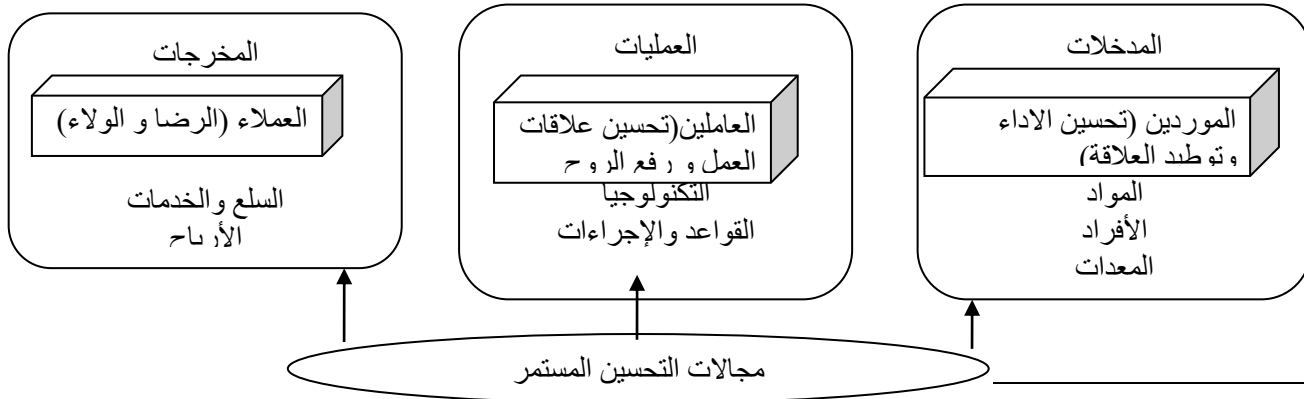 المدخلات
الموردين (تحسين الاداء
وتوطيد العلاقة)
المواد
الأفراد
المعدات
العمليات
العاملين(تحسين علاقات
العمل و رفع الروح
التكنولوجيا
القواعد والإجراءات
المخرجات
العملاء (الرضا و الولاء)
السلع والخدمات
الأرباح
مجالات التحسين المستمر